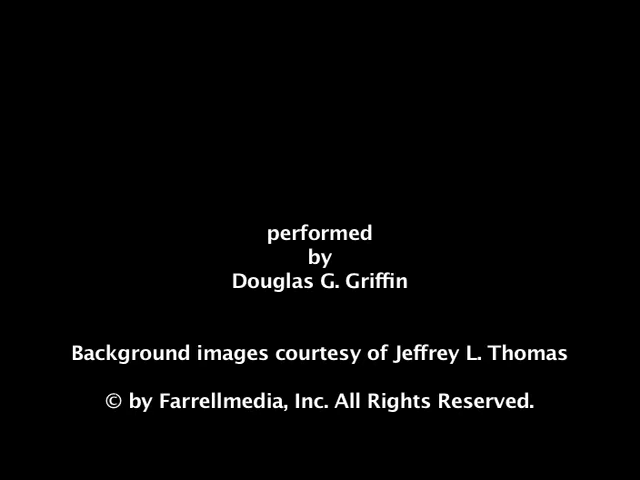 performed
by
Douglas G. Griffin
Background images courtesy of Jeffrey L. Thomas
© by Farrellmedia, Inc. All Rights Reserved.